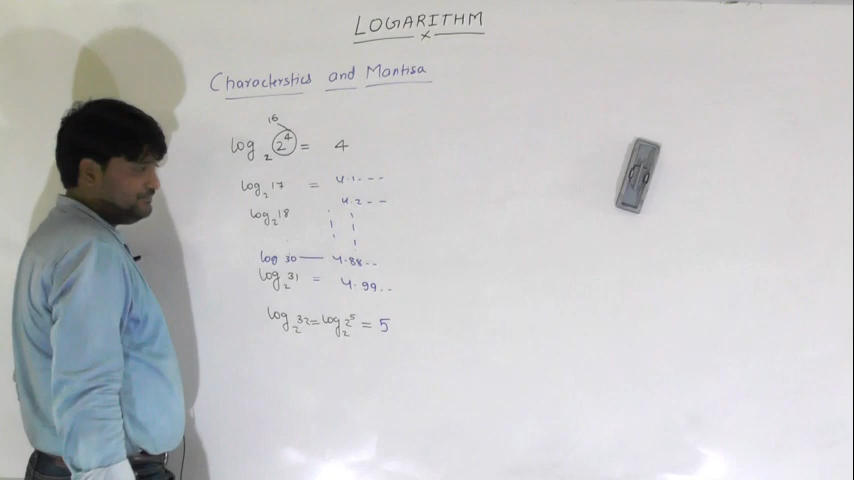 LOGARITHM
x
Characterstics and Mantisa
16
log₂ 2⁴ = 4
log₂ 17 = 4.1---
log₂ 18 4.2--
log 30 — 4.88..
log₂ 31 = 4.99..
log₂ 32 = log₂ 2⁵ = 5